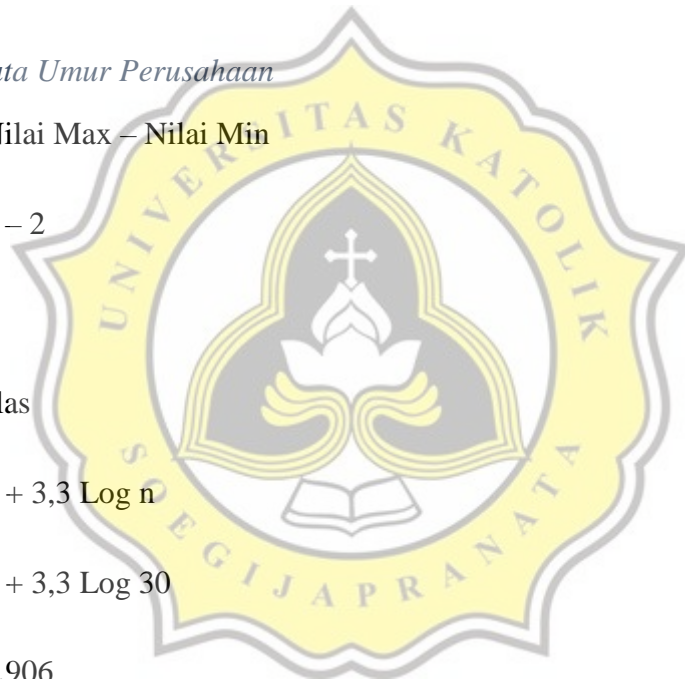 ata Umur Perusahaan
Nilai Max – Nilai Min
– 2
las
+ 3,3 Log n
+ 3,3 Log 30
906
UNIVERSITAS KATOLIK
SOEGIJAPRANATA